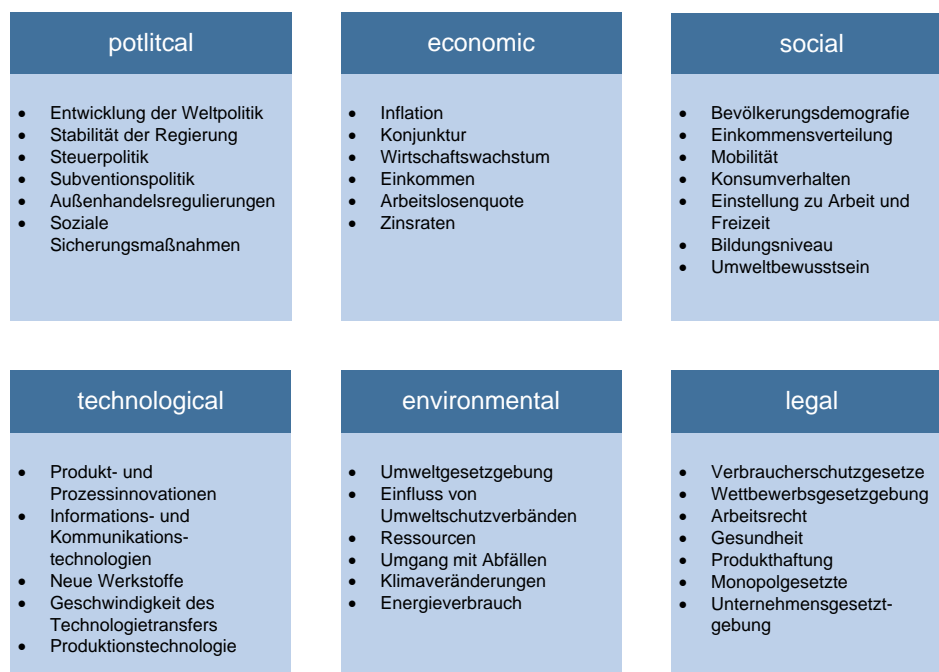 potlitcal
• Entwicklung der Weltpolitik
• Stabilität der Regierung
• Steuerpolitik
• Subventionspolitik
• Außenhandelsregulierungen
• Soziale
Sicherungsmaßnahmen
economic
• Inflation
• Konjunktur
• Wirtschaftswachstum
• Einkommen
• Arbeitslosenquote
• Zinsraten
social
• Bevölkerungsdemografie
• Einkommensverteilung
• Mobilität
• Konsumverhalten
• Einstellung zu Arbeit und
Freizeit
• Bildungsniveau
• Umweltbewusstsein
technological
• Produkt- und
Prozessinnovationen
• Informations- und
Kommunikations-
technologien
• Neue Werkstoffe
• Geschwindigkeit des
Technologietransfers
• Produktionstechnologie
environmental
• Umweltgesetzgebung
• Einfluss von
Umweltschutzverbänden
• Ressourcen
• Umgang mit Abfällen
• Klimaveränderungen
• Energieverbrauch
legal
• Verbraucherschutzgesetze
• Wettbewerbsgesetzgebung
• Arbeitsrecht
• Gesundheit
• Produkthaftung
• Monopolgesetzte
• Unternehmensgesetzt-
gebung